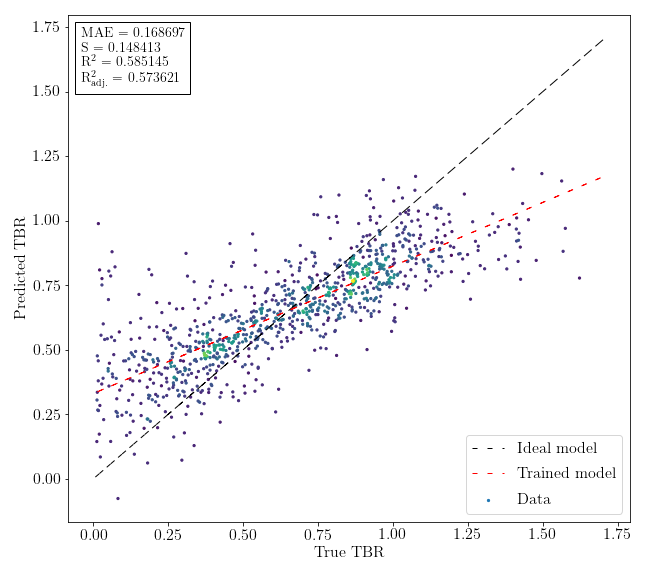 MAE = 0.168697
S = 0.148413
R² = 0.585145
R²adj. = 0.573621
1.75
1.50
1.25
1.00
0.75
0.50
0.25
0.00
Predicted TBR
Ideal model
Trained model
Data
0.00 0.25 0.50 0.75 1.00 1.25 1.50 1.75
True TBR